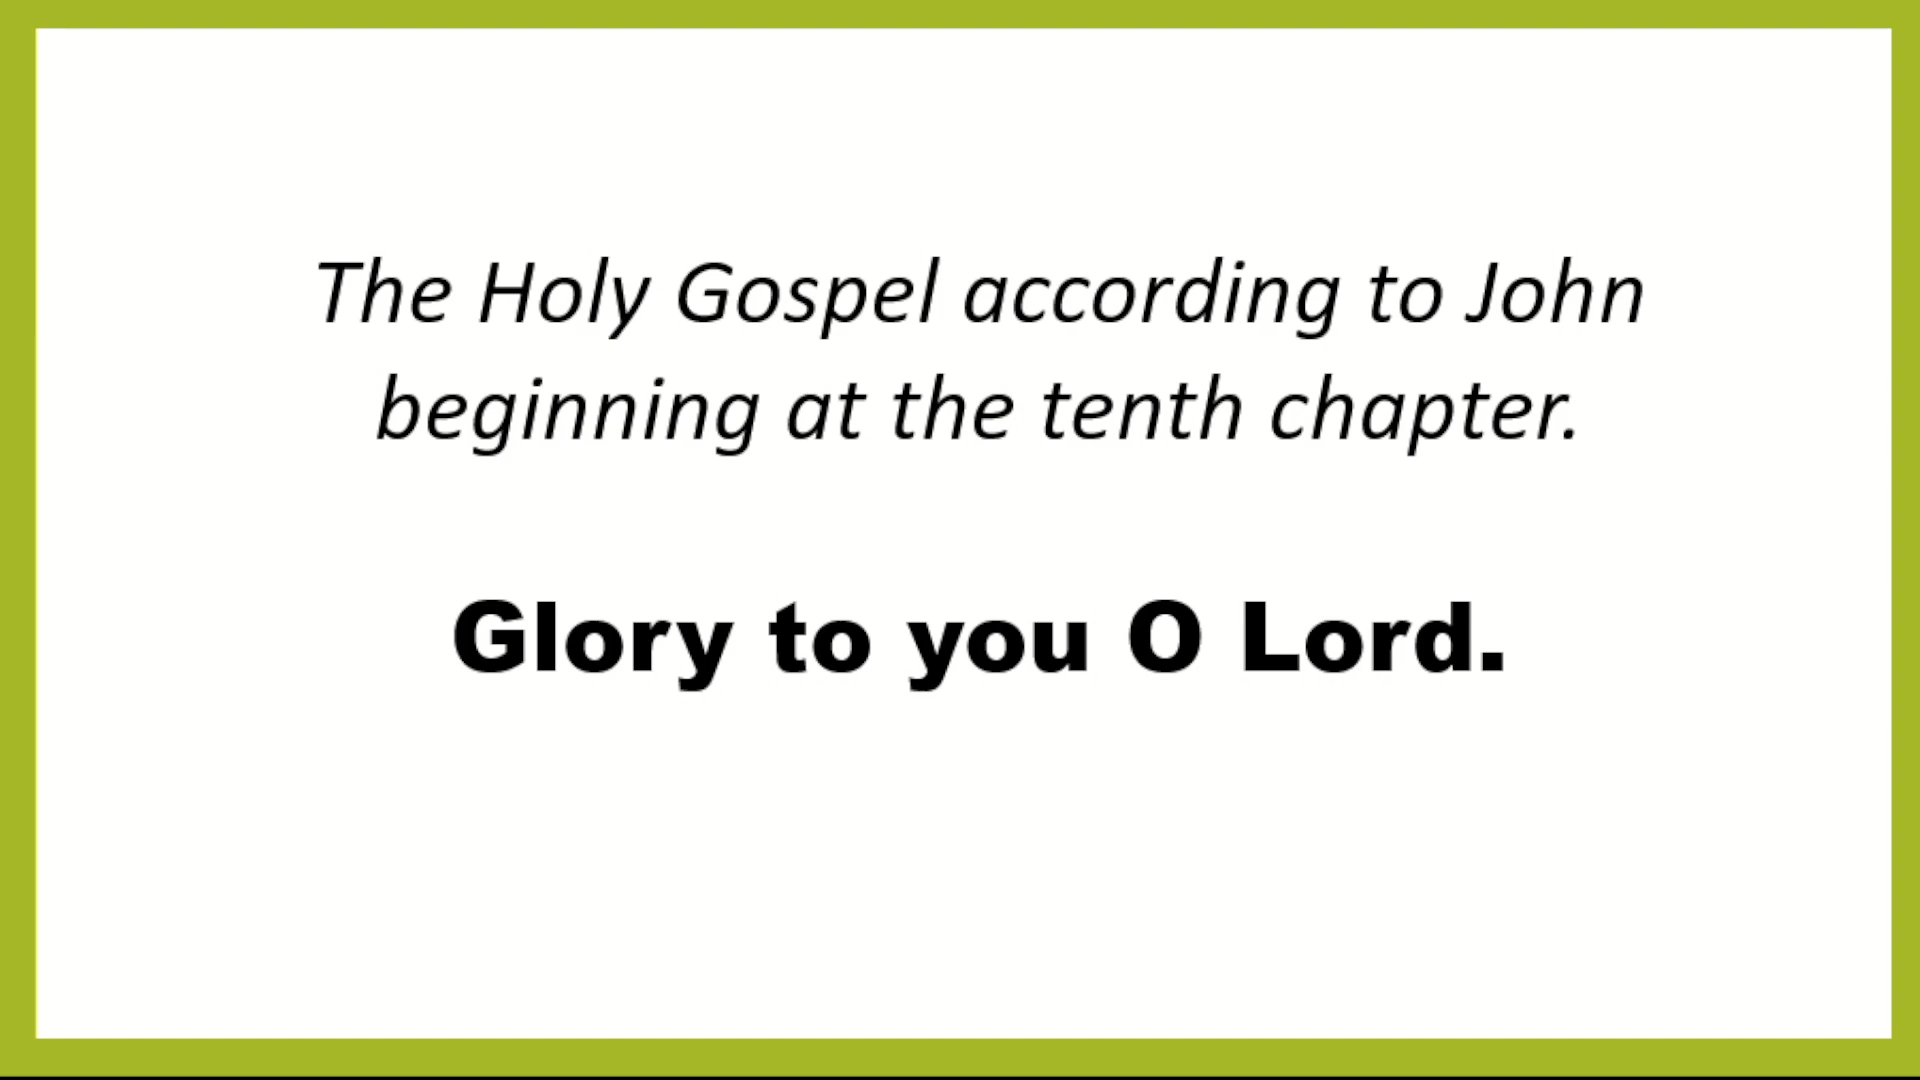 The Holy Gospel according to John
beginning at the tenth chapter.
Glory to you O Lord.